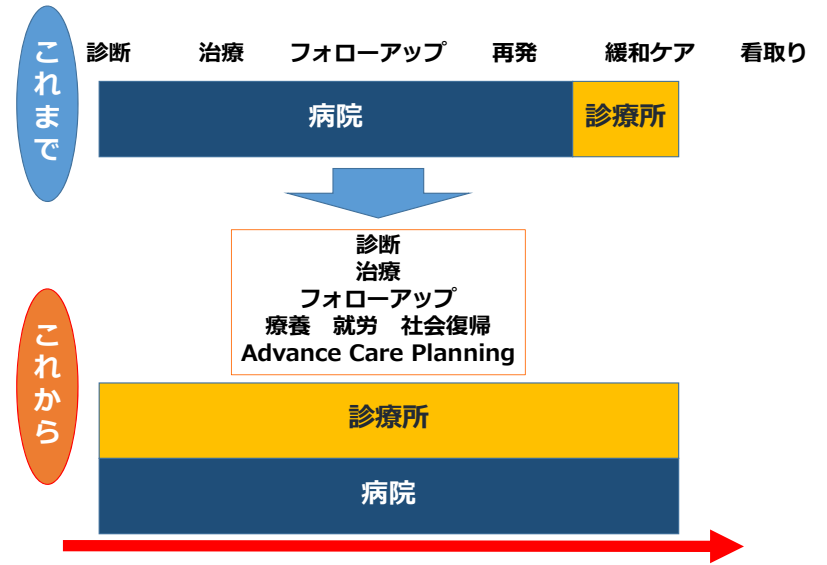 これまで
診断 治療 フォローアップ 再発 緩和ケア 看取り
病院 診療所
診断
治療
フォローアップ
療養 就労 社会復帰
Advance Care Planning
これから
診療所
病院